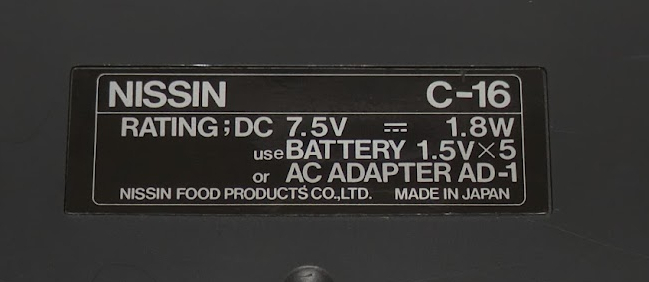 NISSIN C-16
RATING;DC 7.5V ⎓ 1.8W
use BATTERY 1.5V×5
or AC ADAPTER AD-1
NISSIN FOOD PRODUCTS CO.,LTD. MADE IN JAPAN